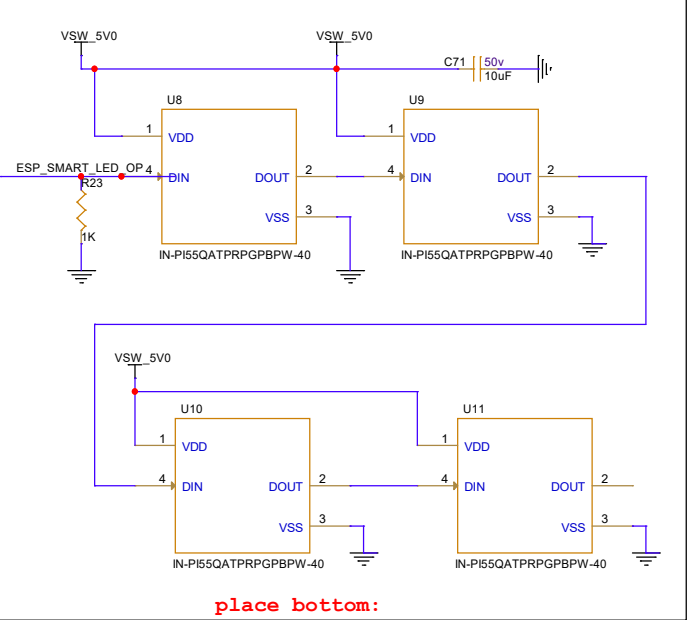 VSW_5V0
VSW_5V0
C71
50v
10uF
U8
U9
1
VDD
1
VDD
ESP_SMART_LED_OP
4
DIN
DOUT
2
4
DIN
DOUT
2
R23
VSS
3
VSS
3
1K
IN-PI55QATPRPGPBPW-40
IN-PI55QATPRPGPBPW-40
VSW_5V0
U10
U11
1
VDD
1
VDD
4
DIN
DOUT
2
4
DIN
DOUT
2
VSS
3
VSS
3
IN-PI55QATPRPGPBPW-40
IN-PI55QATPRPGPBPW-40
place bottom: